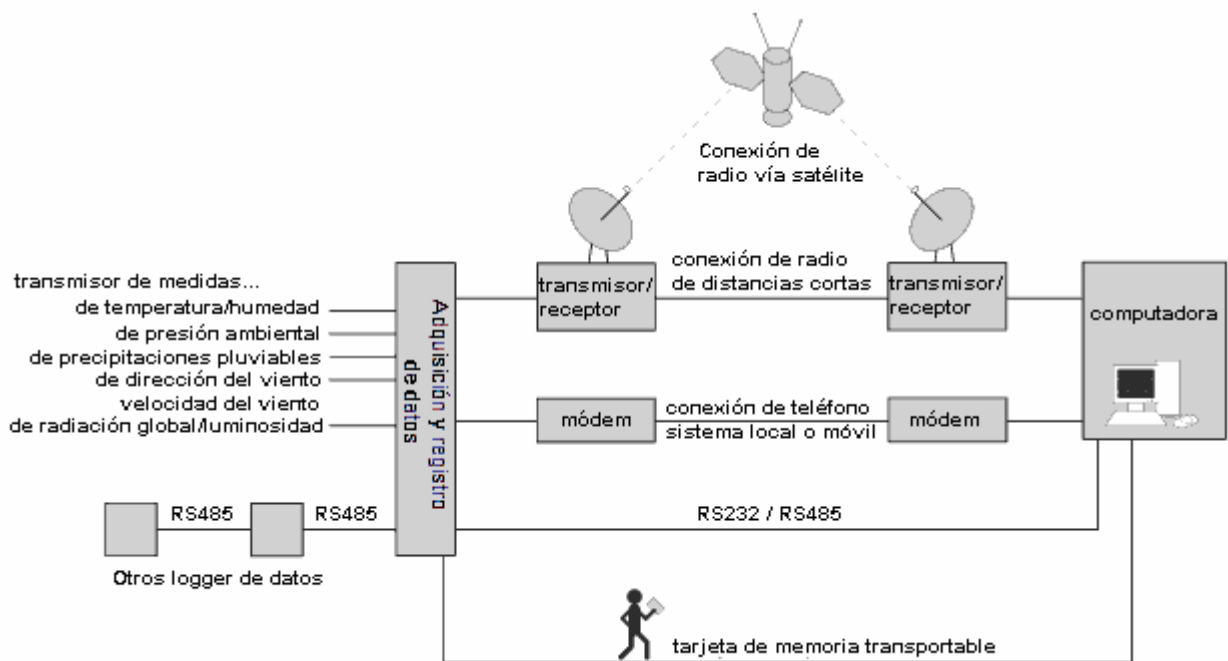 Conexión de
radio vía satélite
transmisor de medidas...
de temperatura/humedad
de presión ambiental
de precipitaciones pluviables
de dirección del viento
velocidad del viento
de radiación global/luminosidad
Adquisición y registro
de datos
transmisor/
receptor
conexión de radio
de distancias cortas
transmisor/
receptor
computadora
módem
conexión de teléfono
sistema local o móvil
módem
RS485
RS485
RS232 / RS485
Otros logger de datos
tarjeta de memoria transportable